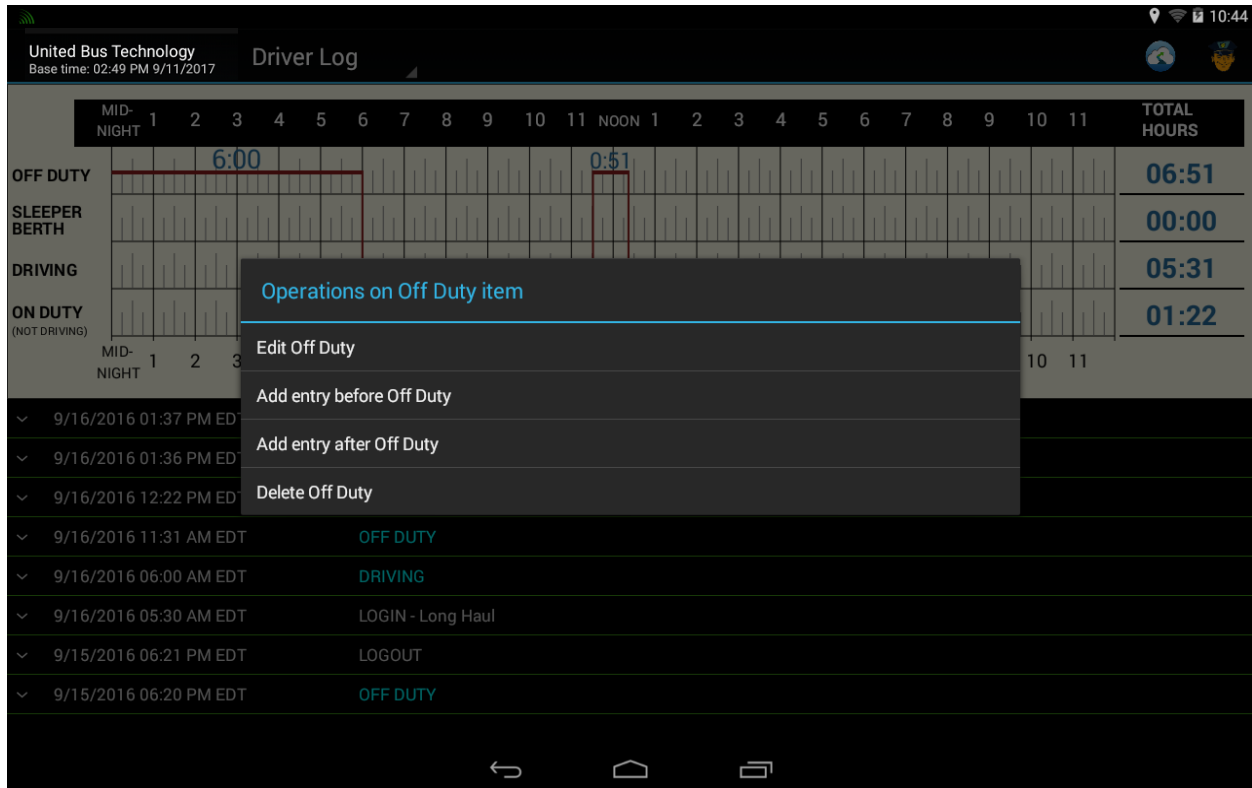 10:44
United Bus Technology
Base time: 02:49 PM 9/11/2017
Driver Log
MID-NIGHT 1 2 3 4 5 6 7 8 9 10 11 NOON 1 2 3 4 5 6 7 8 9 10 11 TOTAL HOURS
6:00 0:51
OFF DUTY 06:51
SLEEPER BERTH 00:00
DRIVING 05:31
ON DUTY 01:22
(NOT DRIVING)
MID-NIGHT 1 2 3 10 11
Operations on Off Duty item
Edit Off Duty
Add entry before Off Duty
Add entry after Off Duty
Delete Off Duty
9/16/2016 01:37 PM ED
9/16/2016 01:36 PM ED
9/16/2016 12:22 PM ED
9/16/2016 11:31 AM EDT OFF DUTY
9/16/2016 06:00 AM EDT DRIVING
9/16/2016 05:30 AM EDT LOGIN - Long Haul
9/15/2016 06:21 PM EDT LOGOUT
9/15/2016 06:20 PM EDT OFF DUTY